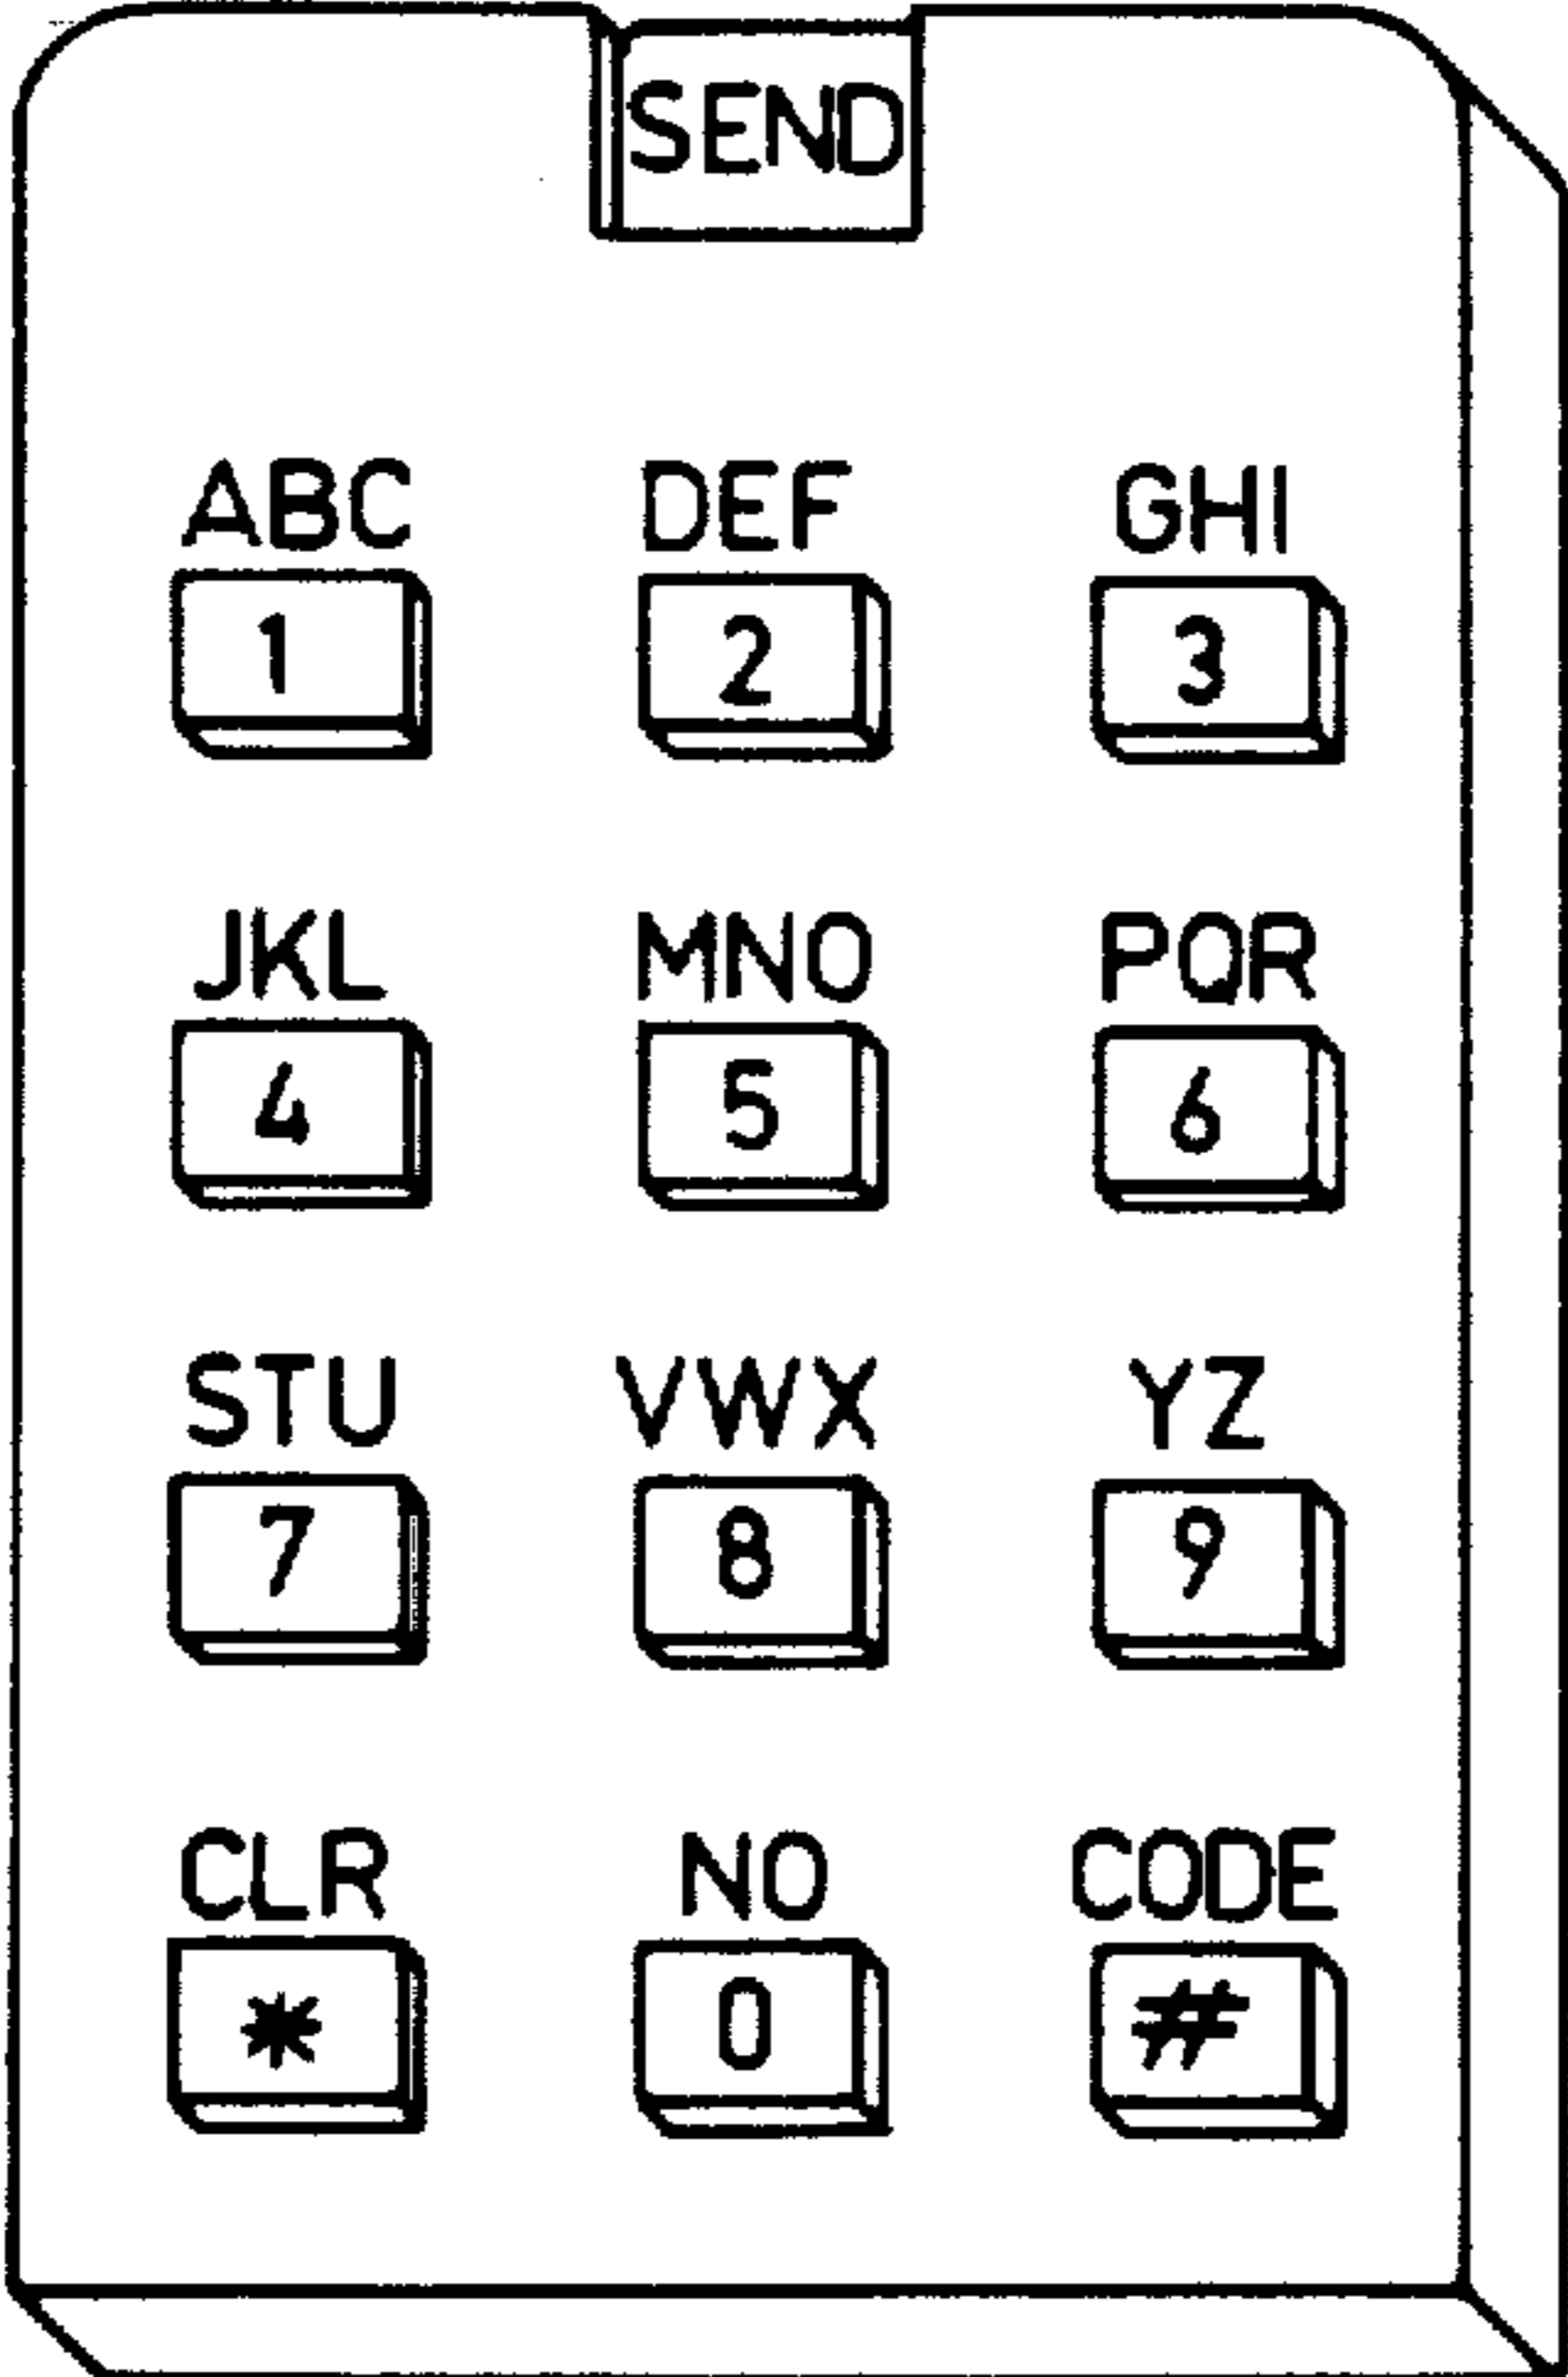 SEND
ABC DEF GHI
1 2 3
JKL MNO PQR
4 5 6
STU VWX YZ
7 8 9
CLR NO CODE
* 0 #